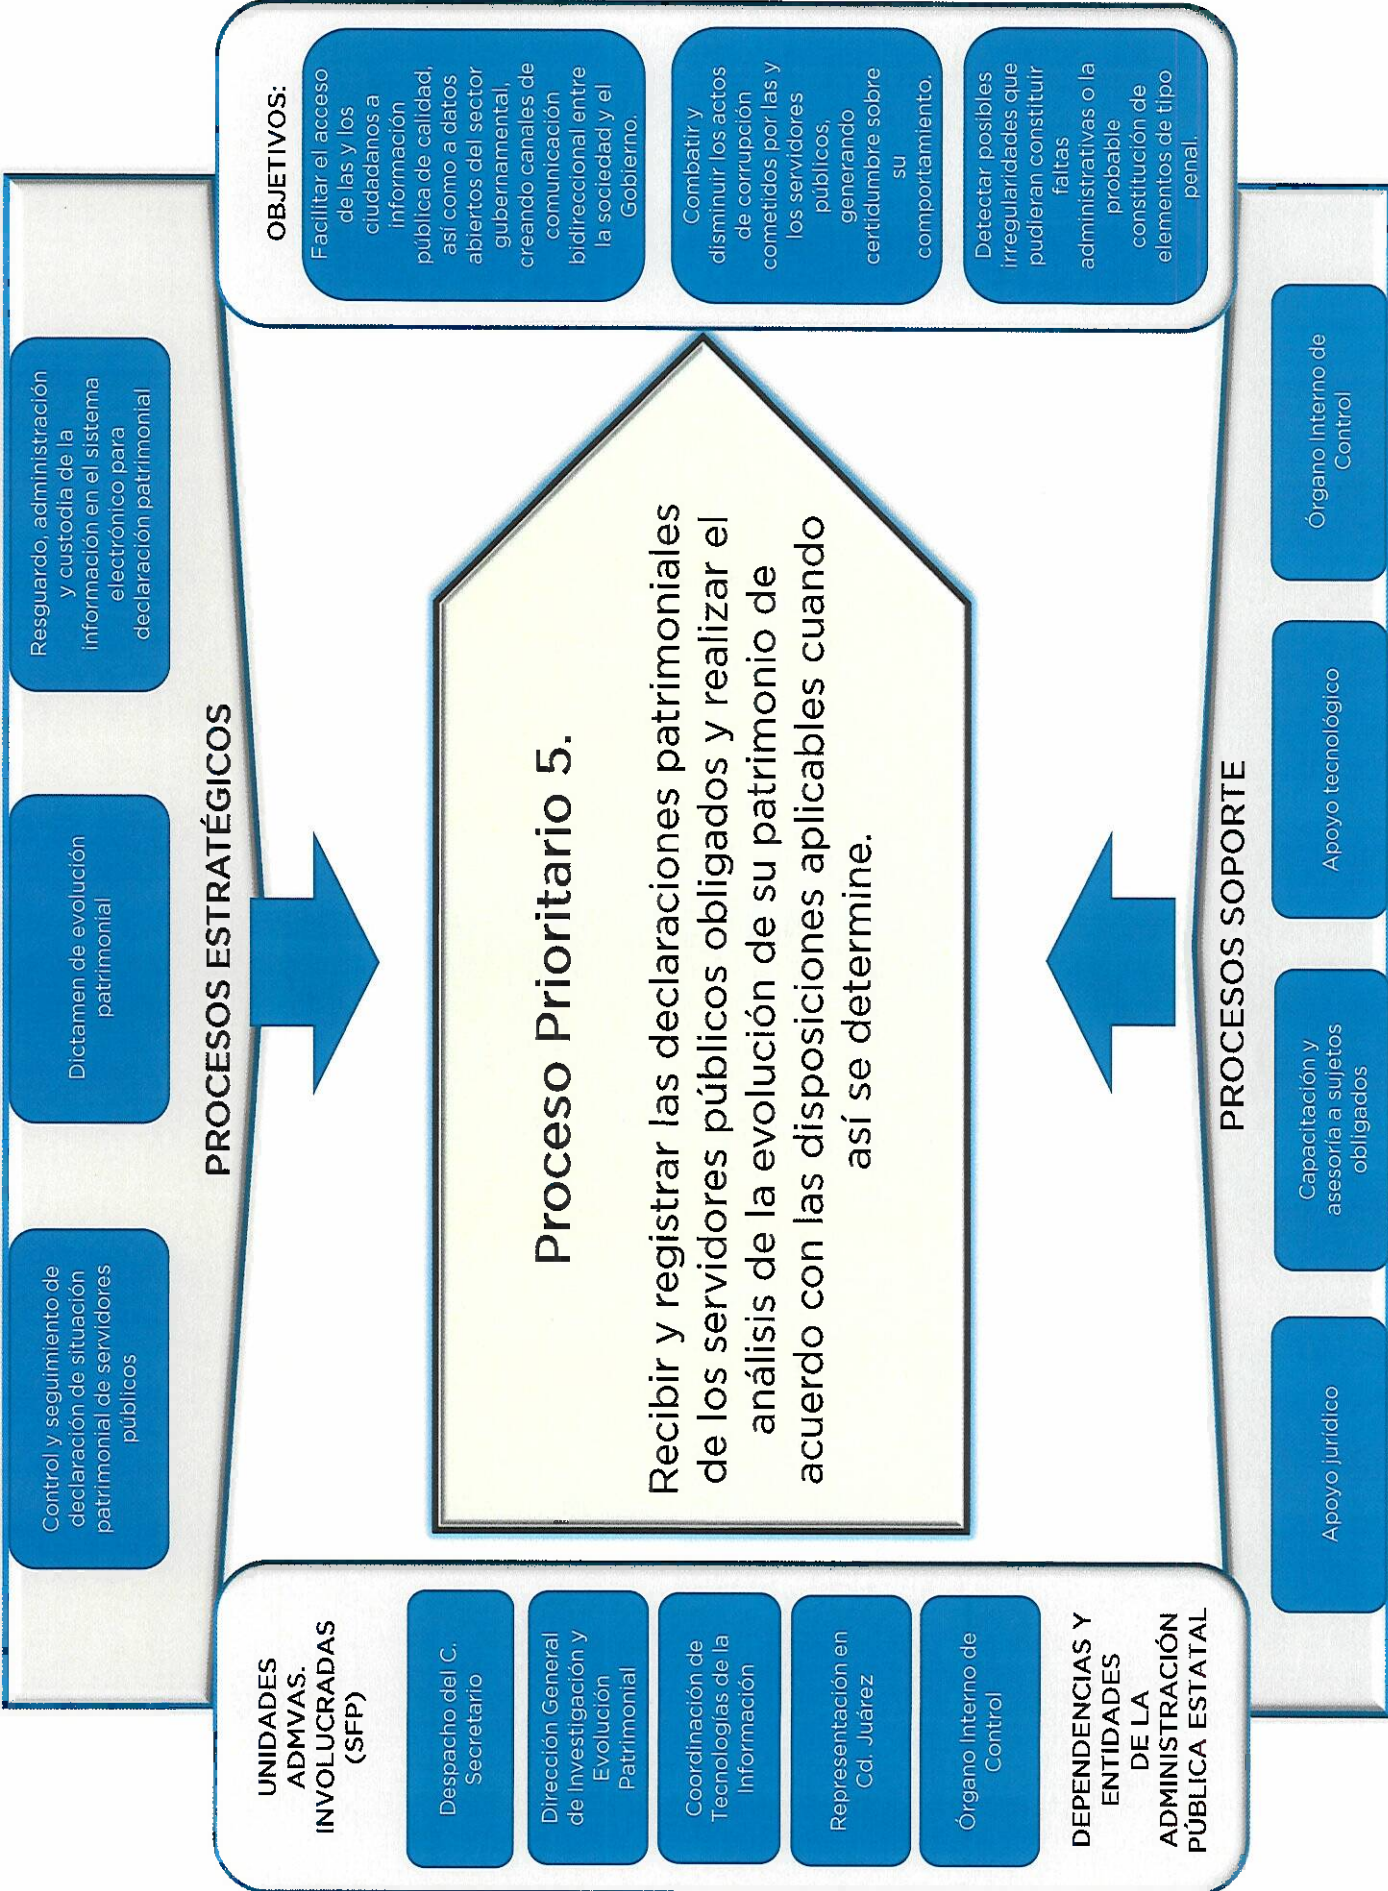 Control y seguimiento de
declaración de situación
patrimonial de servidores
públicos
Dictamen de evolución
patrimonial
Resguardo, administración
y custodia de la
información en el sistema
electrónico para
declaración patrimonial
PROCESOS ESTRATÉGICOS
UNIDADES
ADMVAS.
INVOLUCRADAS
(SFP)
Despacho del C.
Secretario
Dirección General
de Investigación y
Evolución
Patrimonial
Coordinación de
Tecnologías de la
Información
Representación en
Cd. Juárez
Órgano Interno de
Control
DEPENDENCIAS Y
ENTIDADES
DE LA
ADMINISTRACIÓN
PÚBLICA ESTATAL
Proceso Prioritario 5.
Recibir y registrar las declaraciones patrimoniales
de los servidores públicos obligados y realizar el
análisis de la evolución de su patrimonio de
acuerdo con las disposiciones aplicables cuando
así se determine.
OBJETIVOS:
Facilitar el acceso
de las y los
ciudadanos a
información
pública de calidad,
así como a datos
abiertos del sector
gubernamental,
creando canales de
comunicación
bidireccional entre
la sociedad y el
Gobierno.
Combatir y
disminuir los actos
de corrupción
cometidos por las y
los servidores
públicos,
generando
certidumbre sobre
su
comportamiento.
Detectar posibles
irregularidades que
pudieran constituir
faltas
administrativas o la
probable
constitución de
elementos de tipo
penal.
PROCESOS SOPORTE
Apoyo jurídico
Capacitación y
asesoría a sujetos
obligados
Apoyo tecnológico
Órgano Interno de
Control